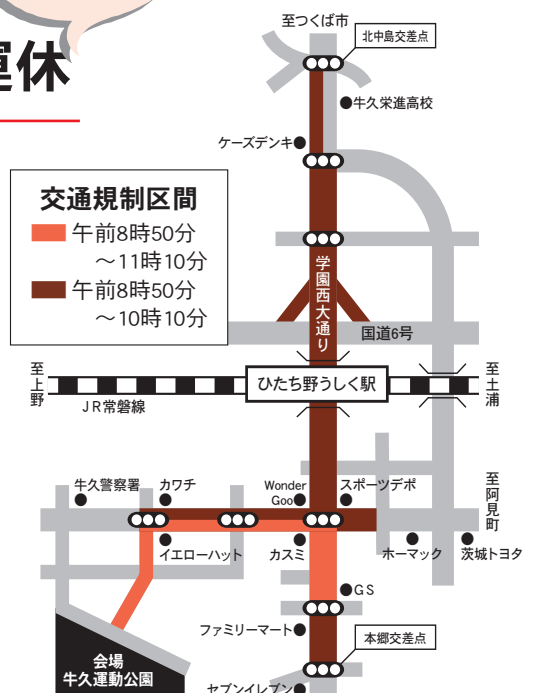 運休
至つくば市
北中島交差点
牛久栄進高校
ケーズデンキ
交通規制区間
午前8時50分
～11時10分
午前8時50分
～10時10分
学園西大通り
国道6号
至上野
ひたち野うしく駅
至土浦
JR常磐線
牛久警察署
カワチ
Wonder
Goo
スポーツデポ
至阿見町
イエローハット
カスミ
ホーマック
茨城トヨタ
GS
ファミリーマート
本郷交差点
会場
牛久運動公園
セブンイレブン